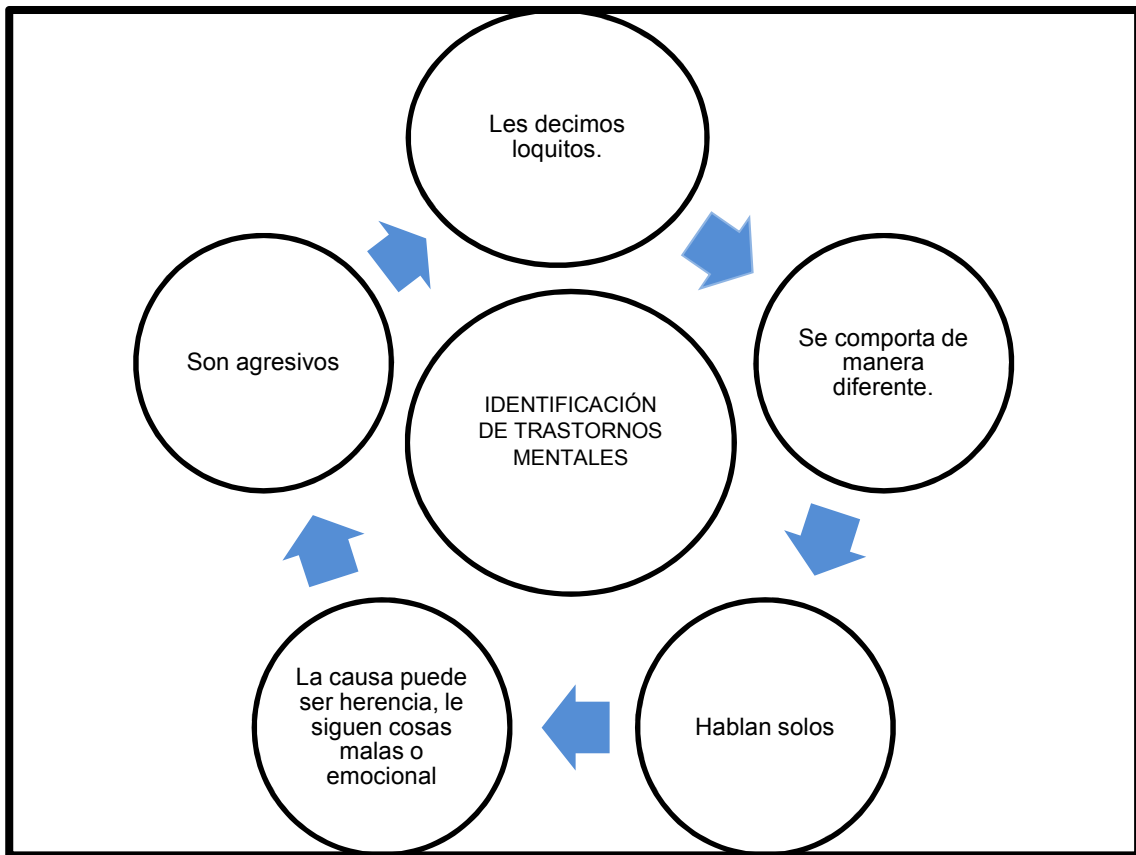 Les decimos
loquitos.
Se comporta de
manera
diferente.
Hablan solos
La causa puede
ser herencia, le
siguen cosas
malas o
emocional
Son agresivos
IDENTIFICACIÓN
DE TRASTORNOS
MENTALES